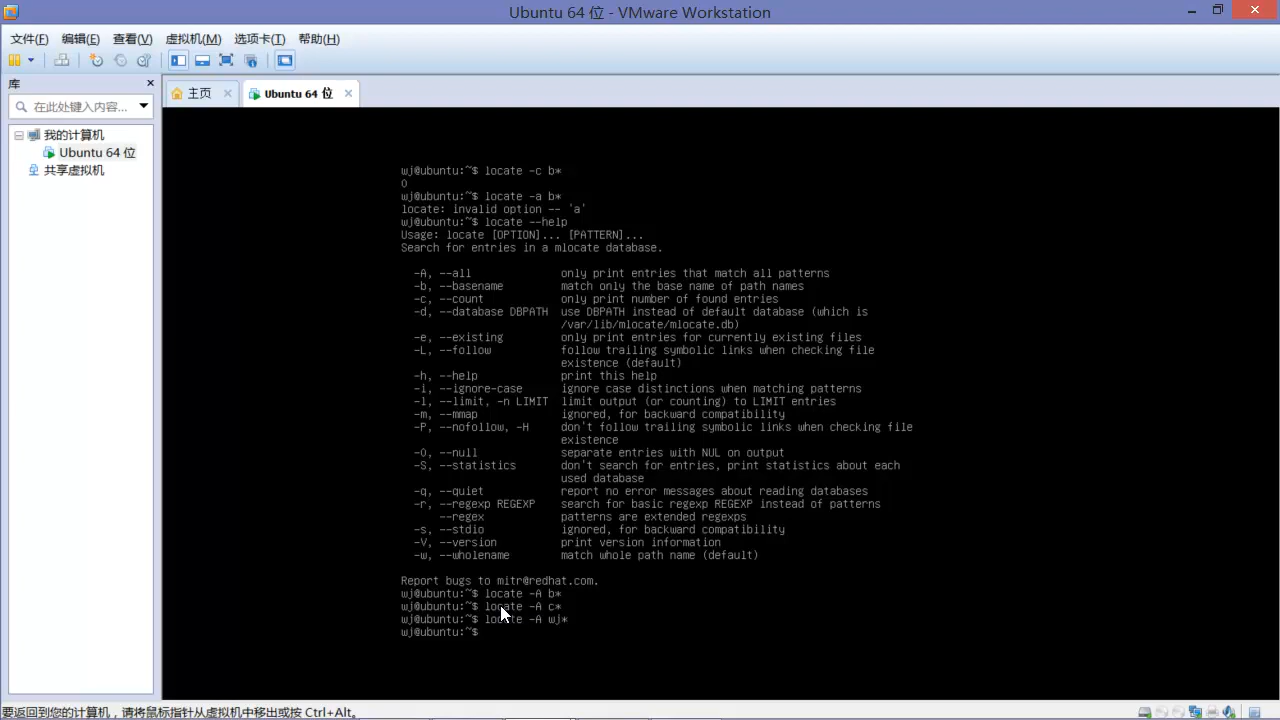 Ubuntu 64 位 - VMware Workstation
文件(F) 编辑(E) 查看(V) 虚拟机(M) 选项卡(T) 帮助(H)
库
在此处键入内容...
我的计算机
Ubuntu 64 位
共享虚拟机
主页
Ubuntu 64 位
wj@ubuntu:~$ locate -c b*
0
wj@ubuntu:~$ locate -a b*
locate: invalid option -- 'a'
wj@ubuntu:~$ locate --help
Usage: locate [OPTION]... [PATTERN]...
Search for entries in a mlocate database.
-A, --all only print entries that match all patterns
-b, --basename match only the base name of path names
-c, --count only print number of found entries
-d, --database DBPATH use DBPATH instead of default database (which is
/var/lib/mlocate/mlocate.db)
-e, --existing only print entries for currently existing files
-L, --follow follow trailing symbolic links when checking file
existence (default)
-h, --help print this help
-i, --ignore-case ignore case distinctions when matching patterns
-l, --limit, -n LIMIT limit output (or counting) to LIMIT entries
-m, --mmap ignored, for backward compatibility
-P, --nofollow, -H don't follow trailing symbolic links when checking file
existence
-0, --null separate entries with NUL on output
-S, --statistics don't search for entries, print statistics about each
used database
-q, --quiet report no error messages about reading databases
-r, --regexp REGEXP search for basic regexp REGEXP instead of patterns
--regex patterns are extended regexps
-s, --stdio ignored, for backward compatibility
-V, --version print version information
-w, --wholename match whole path name (default)
Report bugs to mitr@redhat.com.
wj@ubuntu:~$ locate -A b*
wj@ubuntu:~$ locate -A c*
wj@ubuntu:~$ locate -A wj*
wj@ubuntu:~$
要返回到您的计算机，请将鼠标指针从虚拟机中移出或按 Ctrl+Alt。